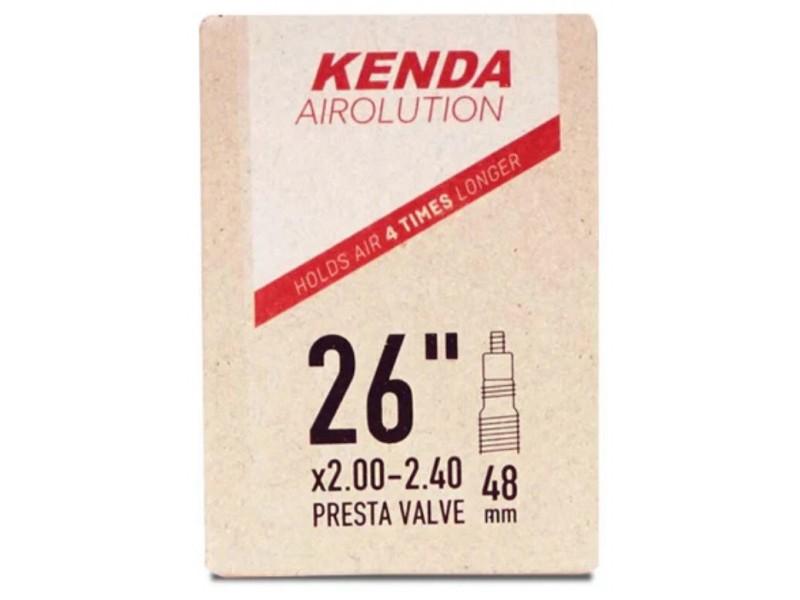 KENDA
AIROLUTION
HOLDS AIR 4 TIMES LONGER
26"
x2.00-2.40
PRESTA VALVE
48
mm